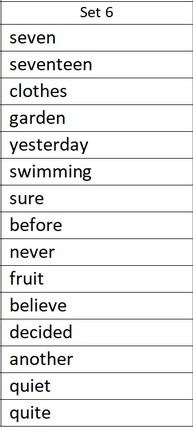 Set 6
seven
seventeen
clothes
garden
yesterday
swimming
sure
before
never
fruit
believe
decided
another
quiet
quite